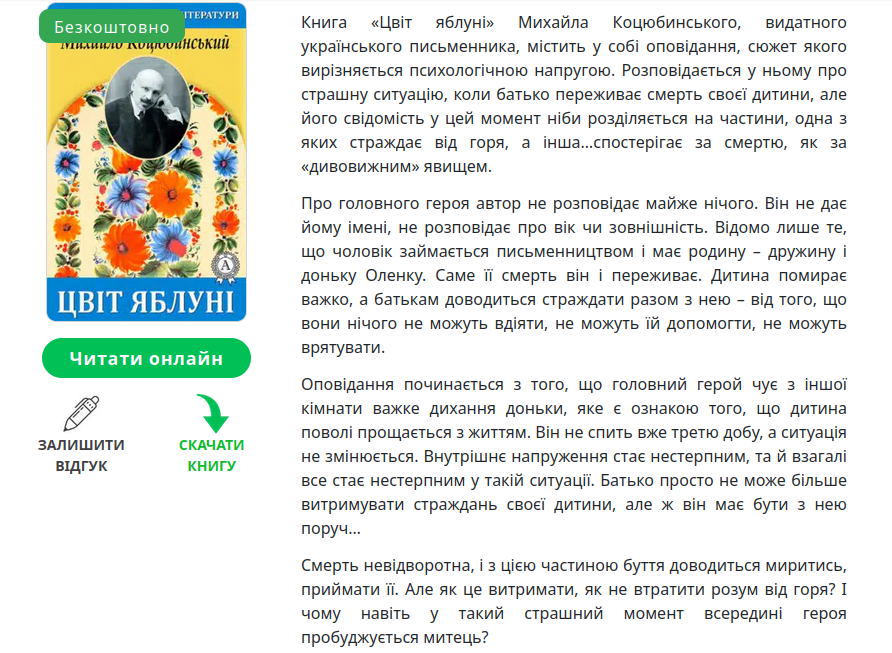 ЛІТЕРАТУРИ
Безкоштовно
Михайло Коцюбинський
ЦВІТ ЯБЛУНІ
Читати онлайн
ЗАЛИШИТИ
ВІДГУК
СКАЧАТИ
КНИГУ
Книга «Цвіт яблуні» Михайла Коцюбинського, видатного
українського письменника, містить у собі оповідання, сюжет якого
вирізняється психологічною напругою. Розповідається у ньому про
страшну ситуацію, коли батько переживає смерть своєї дитини, але
його свідомість у цей момент ніби розділяється на частини, одна з
яких страждає від горя, а інша...спостерігає за смертю, як за
«дивовижним» явищем.
Про головного героя автор не розповідає майже нічого. Він не дає
йому імені, не розповідає про вік чи зовнішність. Відомо лише те,
що чоловік займається письменництвом і має родину – дружину і
доньку Оленку. Саме її смерть він і переживає. Дитина помирає
важко, а батькам доводиться страждати разом з нею – від того, що
вони нічого не можуть вдіяти, не можуть їй допомогти, не можуть
врятувати.
Оповідання починається з того, що головний герой чує з іншої
кімнати важке дихання доньки, яке є ознакою того, що дитина
поволі прощається з життям. Він не спить вже третю добу, а ситуація
не змінюється. Внутрішнє напруження стає нестерпним, та й взагалі
все стає нестерпним у такій ситуації. Батько просто не може більше
витримувати страждань своєї дитини, але ж він має бути з нею
поруч...
Смерть невідворотна, і з цією частиною буття доводиться миритись,
приймати її. Але як це витримати, як не втратити розум від горя? І
чому навіть у такий страшний момент всередині героя
пробуджується митець?